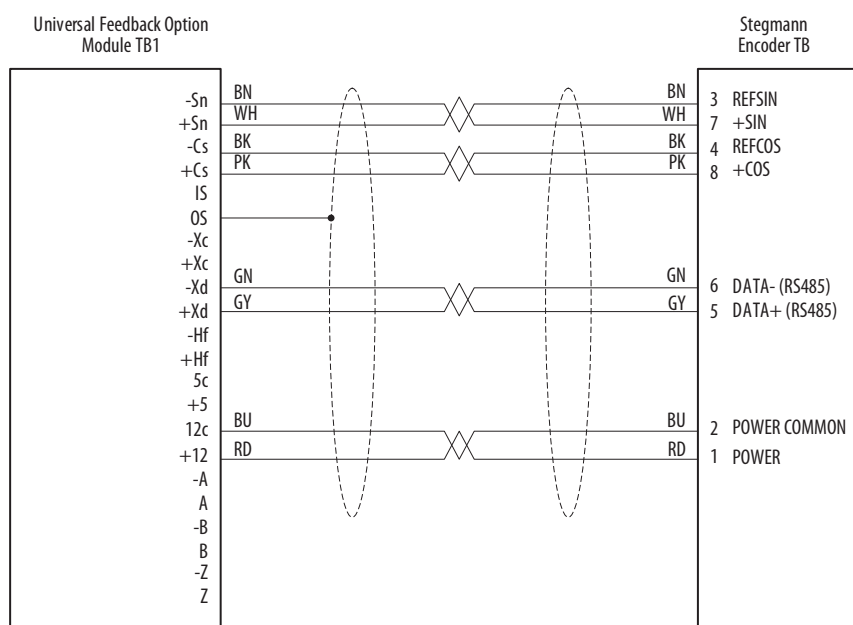 Universal Feedback Option
Module TB1
Stegmann
Encoder TB
-Sn BN BN 3 REFSIN
+Sn WH WH 7 +SIN
-Cs BK BK 4 REFCOS
+Cs PK PK 8 +COS
IS
OS
-Xc
+Xc
-Xd GN GN 6 DATA- (RS485)
+Xd GY GY 5 DATA+ (RS485)
-Hf
+Hf
5c
+5
12c BU BU 2 POWER COMMON
+12 RD RD 1 POWER
-A
A
-B
B
-Z
Z